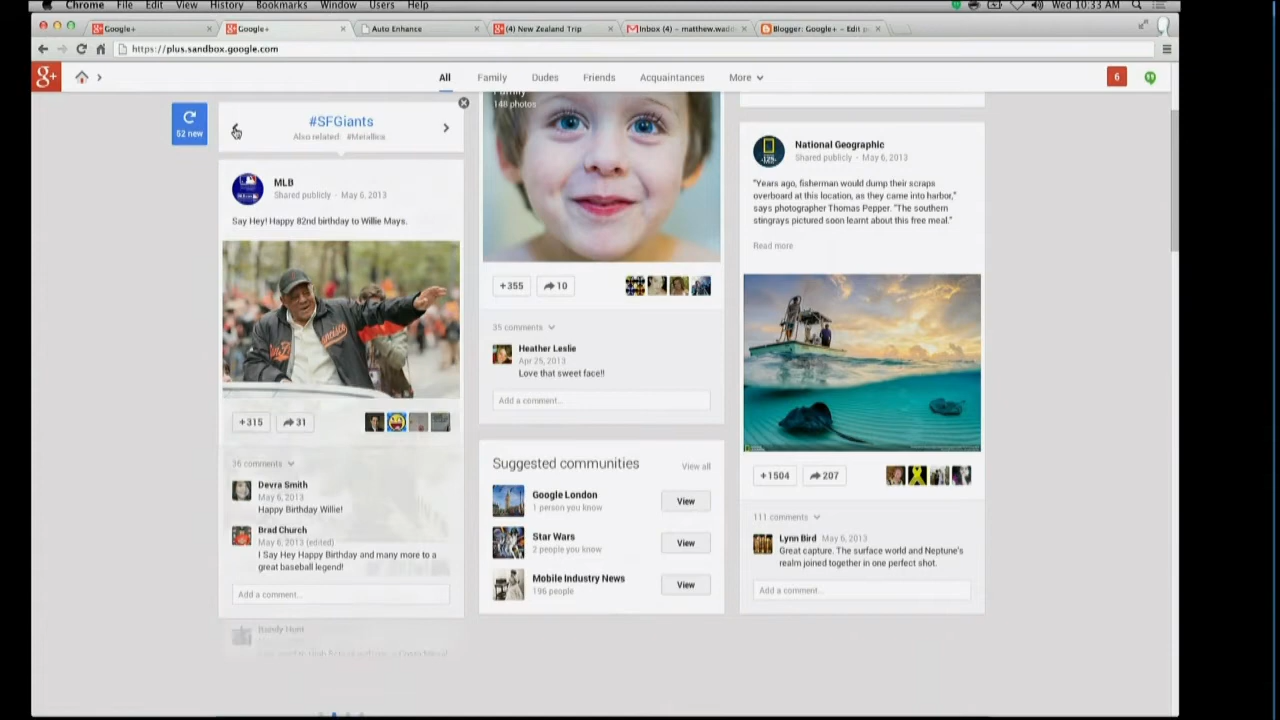 Chrome File Edit View History Bookmarks Window Users Help
Wed 10:33 AM
Google+
Google+
Auto Enhance
(4) New Zealand Trip
Inbox (4) - matthew.wadd
Blogger: Google+ - Edit p
https://plus.sandbox.google.com
g+
All Family Dudes Friends Acquaintances More
6
52 new
#SFGiants
Also related: #Metallica
MLB
Shared publicly - May 6, 2013
Say Hey! Happy 82nd birthday to Willie Mays.
+315 31
36 comments
Devra Smith
May 6, 2013
Happy Birthday Willie!
Brad Church
May 6, 2013 (edited)
I Say Hey Happy Birthday and many more to a
great baseball legend!
Add a comment...
Randy Hunt
Family
148 photos
+355 10
35 comments
Heather Leslie
Apr 25, 2013
Love that sweet face!!
Add a comment...
Suggested communities View all
Google London
1 person you know
View
Star Wars
2 people you know
View
Mobile Industry News
196 people
View
National Geographic
Shared publicly - May 6, 2013
"Years ago, fisherman would dump their scraps
overboard at this location, as they came into harbor,"
says photographer Thomas Pepper. "The southern
stingrays pictured soon learnt about this free meal."
Read more
+1504 207
111 comments
Lynn Bird May 6, 2013
Great capture. The surface world and Neptune's
realm joined together in one perfect shot.
Add a comment...